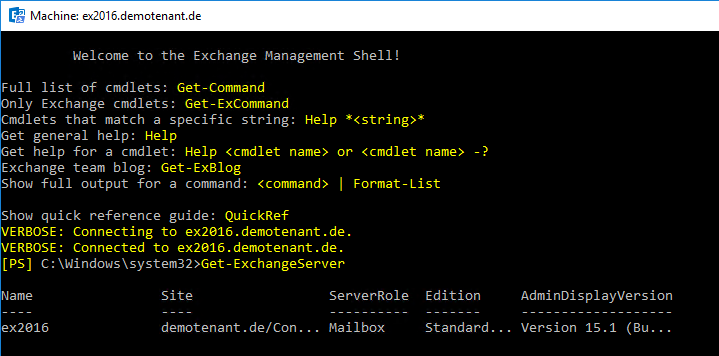 Machine: ex2016.demotenant.de
Welcome to the Exchange Management Shell!
Full list of cmdlets: Get-Command
Only Exchange cmdlets: Get-ExCommand
Cmdlets that match a specific string: Help *<string>*
Get general help: Help
Get help for a cmdlet: Help <cmdlet name> or <cmdlet name> -?
Exchange team blog: Get-ExBlog
Show full output for a command: <command> | Format-List
Show quick reference guide: QuickRef
VERBOSE: Connecting to ex2016.demotenant.de.
VERBOSE: Connected to ex2016.demotenant.de.
[PS] C:\Windows\system32>Get-ExchangeServer
Name                Site                 ServerRole  Edition     AdminDisplayVersion
----                ----                 ----------  -------     -------------------
ex2016              demotenant.de/Con... Mailbox     Standard... Version 15.1 (Bu...